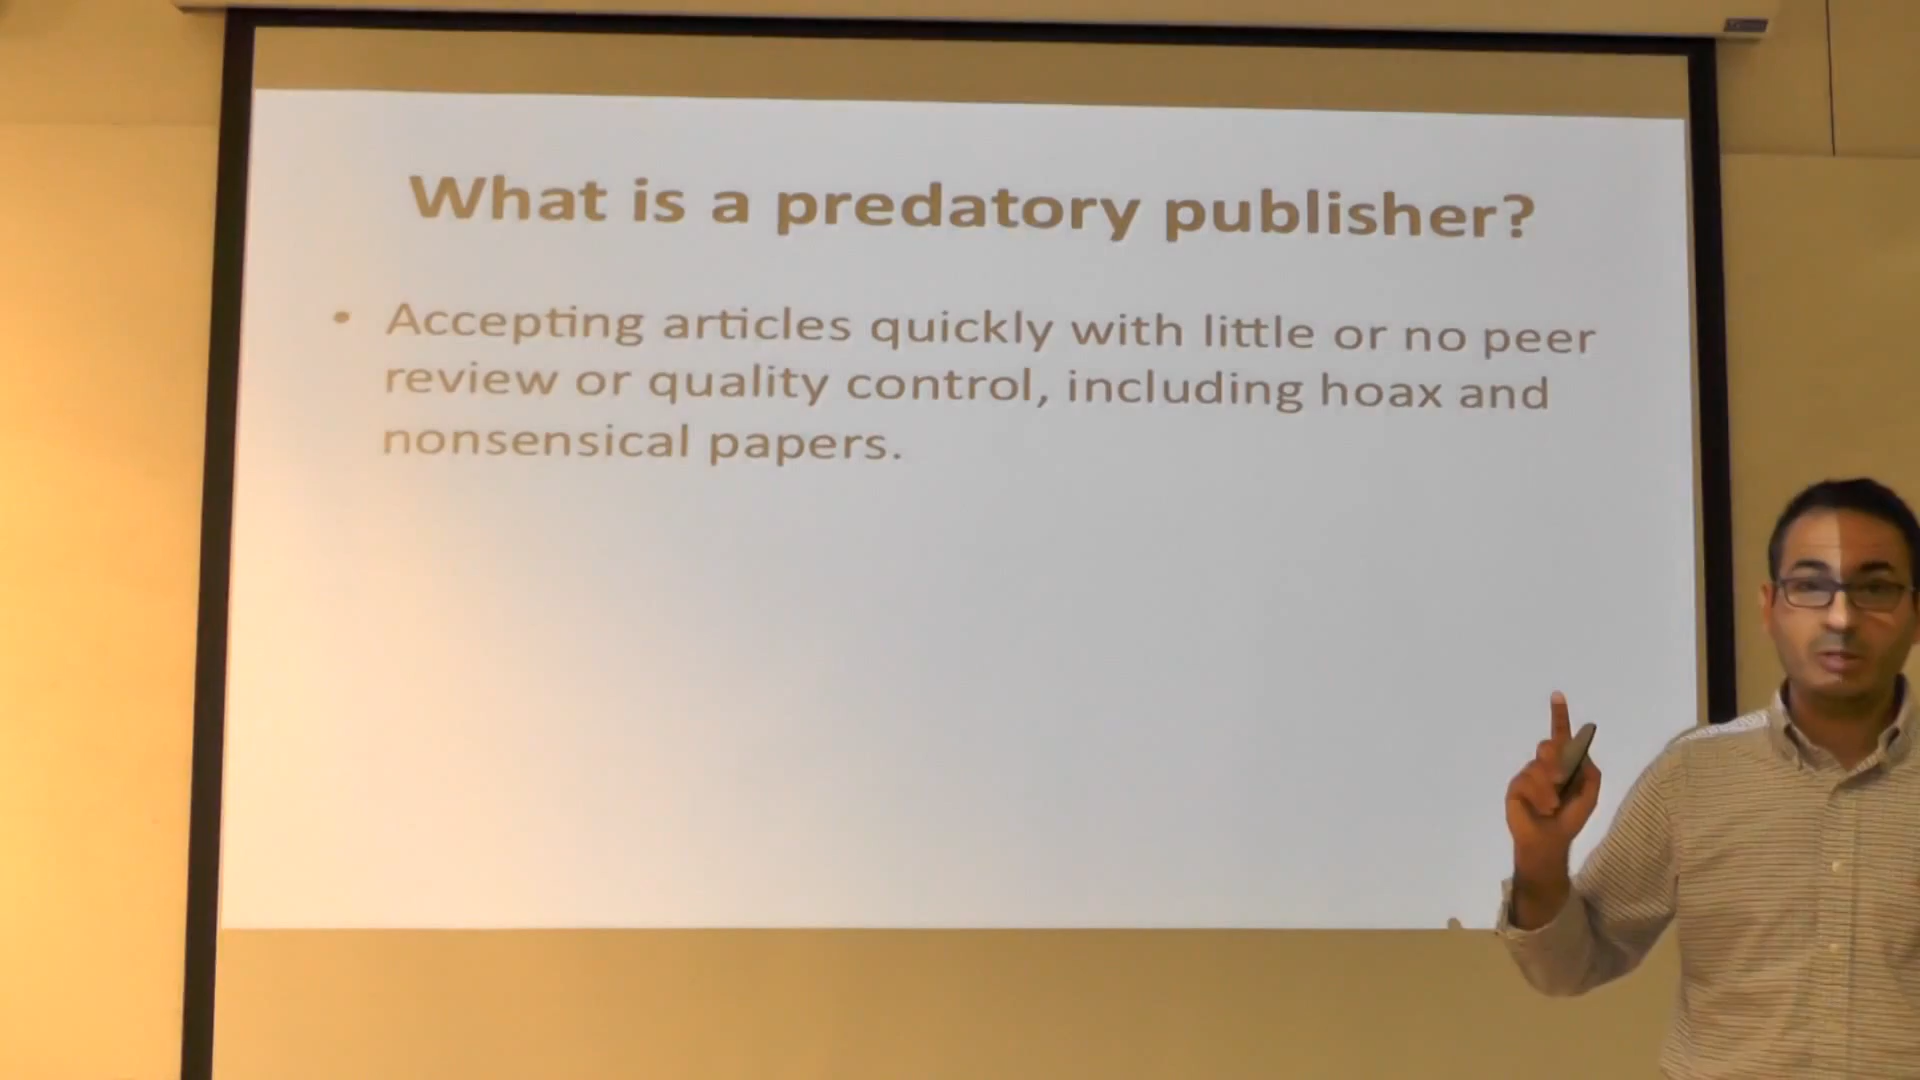 What is a predatory publisher?
• Accepting articles quickly with little or no peer
review or quality control, including hoax and
nonsensical papers.